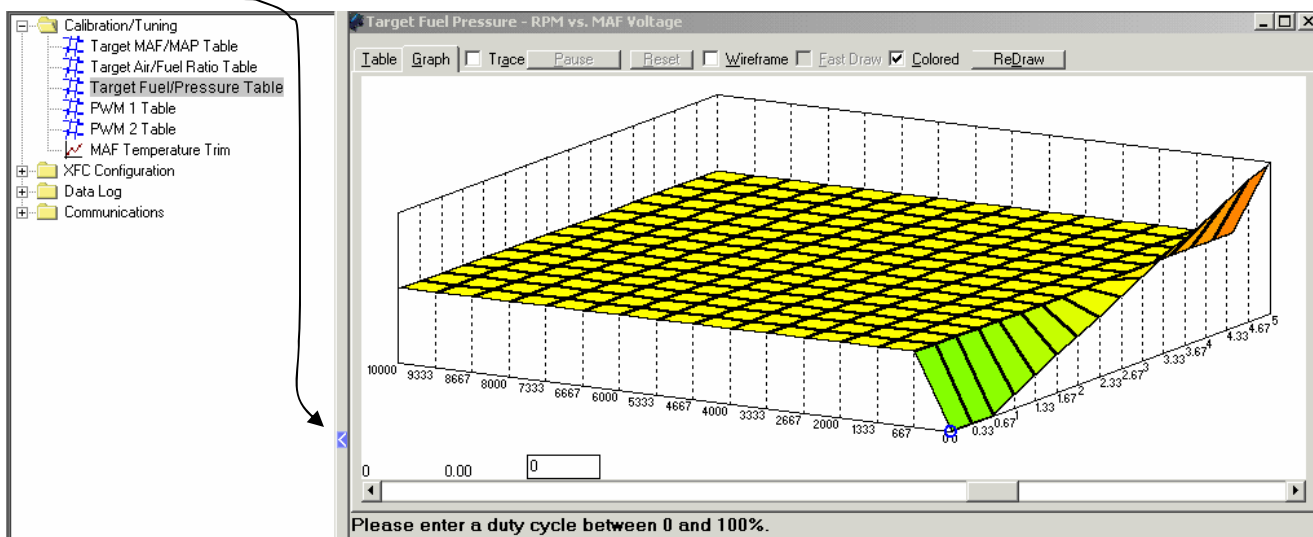 Calibration/Tuning
Target MAF/MAP Table
Target Air/Fuel Ratio Table
Target Fuel/Pressure Table
PWM 1 Table
PWM 2 Table
MAF Temperature Trim
XFC Configuration
Data Log
Communications
Target Fuel Pressure - RPM vs. MAF Voltage
Table Graph Trace Pause Reset Wireframe Fast Draw Colored ReDraw
10000 9333 8667 8000 7333 6667 6000 5333 4667 4000 3333 2667 2000 1333 667 0.0 0.33 0.67 1 1.33 1.67 2 2.33 2.67 3 3.33 3.67 4 4.33 4.67 5
0 0.00 0
Please enter a duty cycle between 0 and 100%.